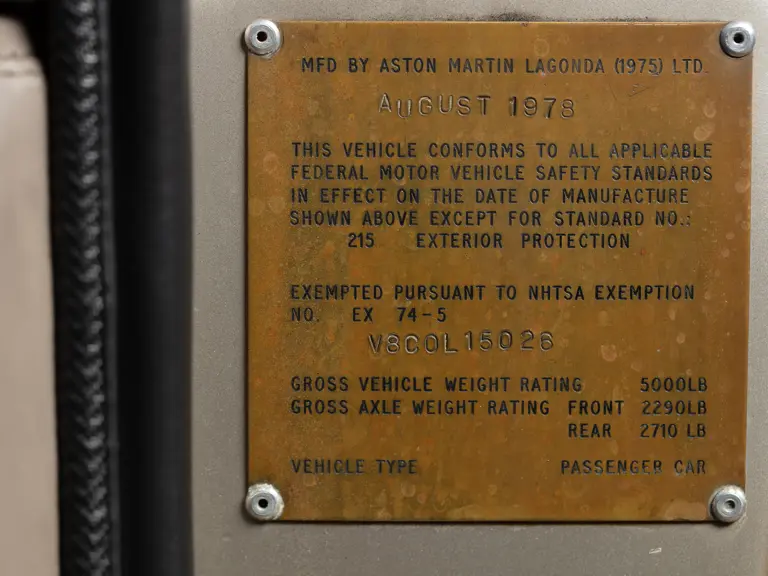 MFD BY ASTON MARTIN LAGONDA (1975) LTD.
AUGUST 1978
THIS VEHICLE CONFORMS TO ALL APPLICABLE
FEDERAL MOTOR VEHICLE SAFETY STANDARDS
IN EFFECT ON THE DATE OF MANUFACTURE
SHOWN ABOVE EXCEPT FOR STANDARD NO.:
215 EXTERIOR PROTECTION
EXEMPTED PURSUANT TO NHTSA EXEMPTION
NO. EX 74-5
V8COL15026
GROSS VEHICLE WEIGHT RATING 5000LB
GROSS AXLE WEIGHT RATING FRONT 2290LB
REAR 2710 LB
VEHICLE TYPE PASSENGER CAR